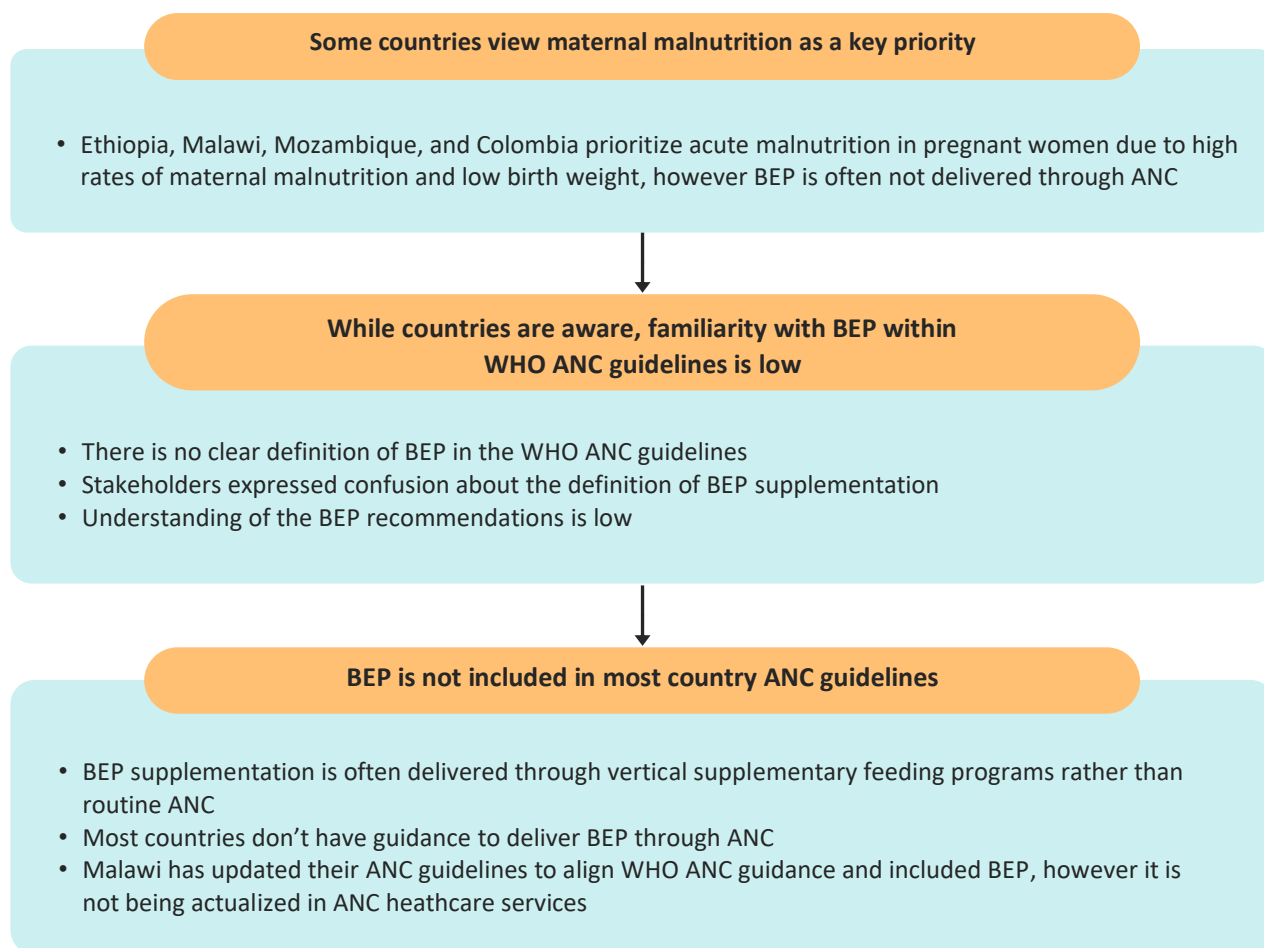 Some countries view maternal malnutrition as a key priority
• Ethiopia, Malawi, Mozambique, and Colombia prioritize acute malnutrition in pregnant women due to high
rates of maternal malnutrition and low birth weight, however BEP is often not delivered through ANC
While countries are aware, familiarity with BEP within
WHO ANC guidelines is low
• There is no clear definition of BEP in the WHO ANC guidelines
• Stakeholders expressed confusion about the definition of BEP supplementation
• Understanding of the BEP recommendations is low
BEP is not included in most country ANC guidelines
• BEP supplementation is often delivered through vertical supplementary feeding programs rather than
routine ANC
• Most countries don’t have guidance to deliver BEP through ANC
• Malawi has updated their ANC guidelines to align WHO ANC guidance and included BEP, however it is
not being actualized in ANC heathcare services